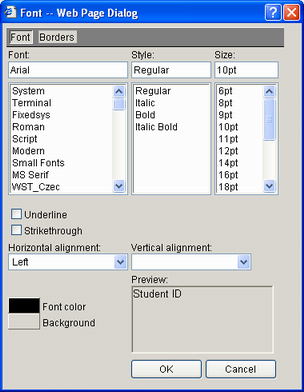 Font -- Web Page Dialog
Font Borders
Font: Style: Size:
Arial Regular 10pt
System Regular 6pt
Terminal Italic 8pt
Fixedsys Bold 9pt
Roman Italic Bold 10pt
Script 11pt
Modern 12pt
Small Fonts 14pt
MS Serif 16pt
WST_Czec 18pt
Underline
Strikethrough
Horizontal alignment: Vertical alignment:
Left
Preview:
Student ID
Font color
Background
OK Cancel